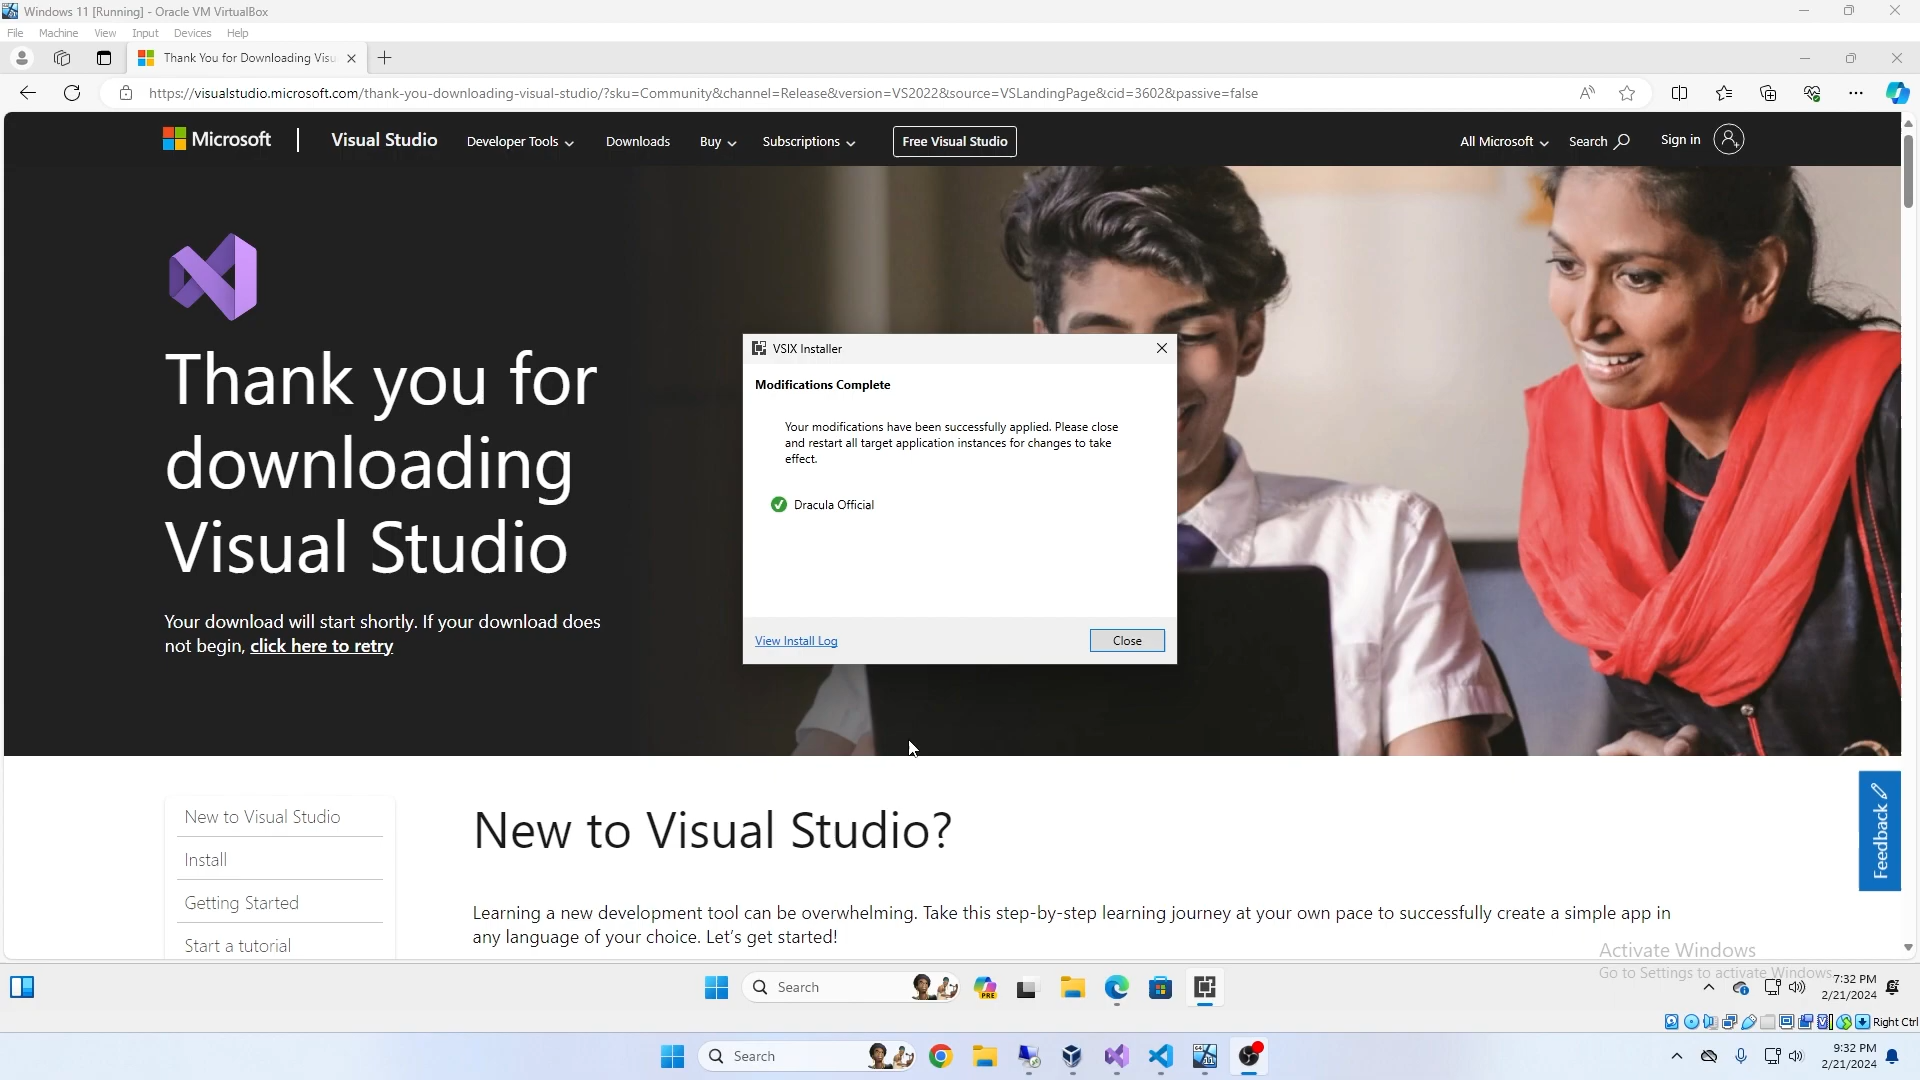 Windows 11 [Running] - Oracle VM VirtualBox
File Machine View Input Devices Help
Thank You for Downloading Visu
https://visualstudio.microsoft.com/thank-you-downloading-visual-studio/?sku=Community&channel=Release&version=VS2022&source=VSLandingPage&cid=3602&passive=false
Microsoft Visual Studio Developer Tools Downloads Buy Subscriptions Free Visual Studio All Microsoft Search Sign in
Thank you for
downloading
Visual Studio
Your download will start shortly. If your download does
not begin, click here to retry
VSIX Installer
Modifications Complete
Your modifications have been successfully applied. Please close
and restart all target application instances for changes to take
effect.
Dracula Official
View Install Log Close
Feedback
New to Visual Studio
Install
Getting Started
Start a tutorial
New to Visual Studio?
Learning a new development tool can be overwhelming. Take this step-by-step learning journey at your own pace to successfully create a simple app in
any language of your choice. Let's get started!
Activate Windows
Go to Settings to activate Windows.
Search
PRE
7:32 PM
2/21/2024
Right Ctrl
Search
9:32 PM
2/21/2024